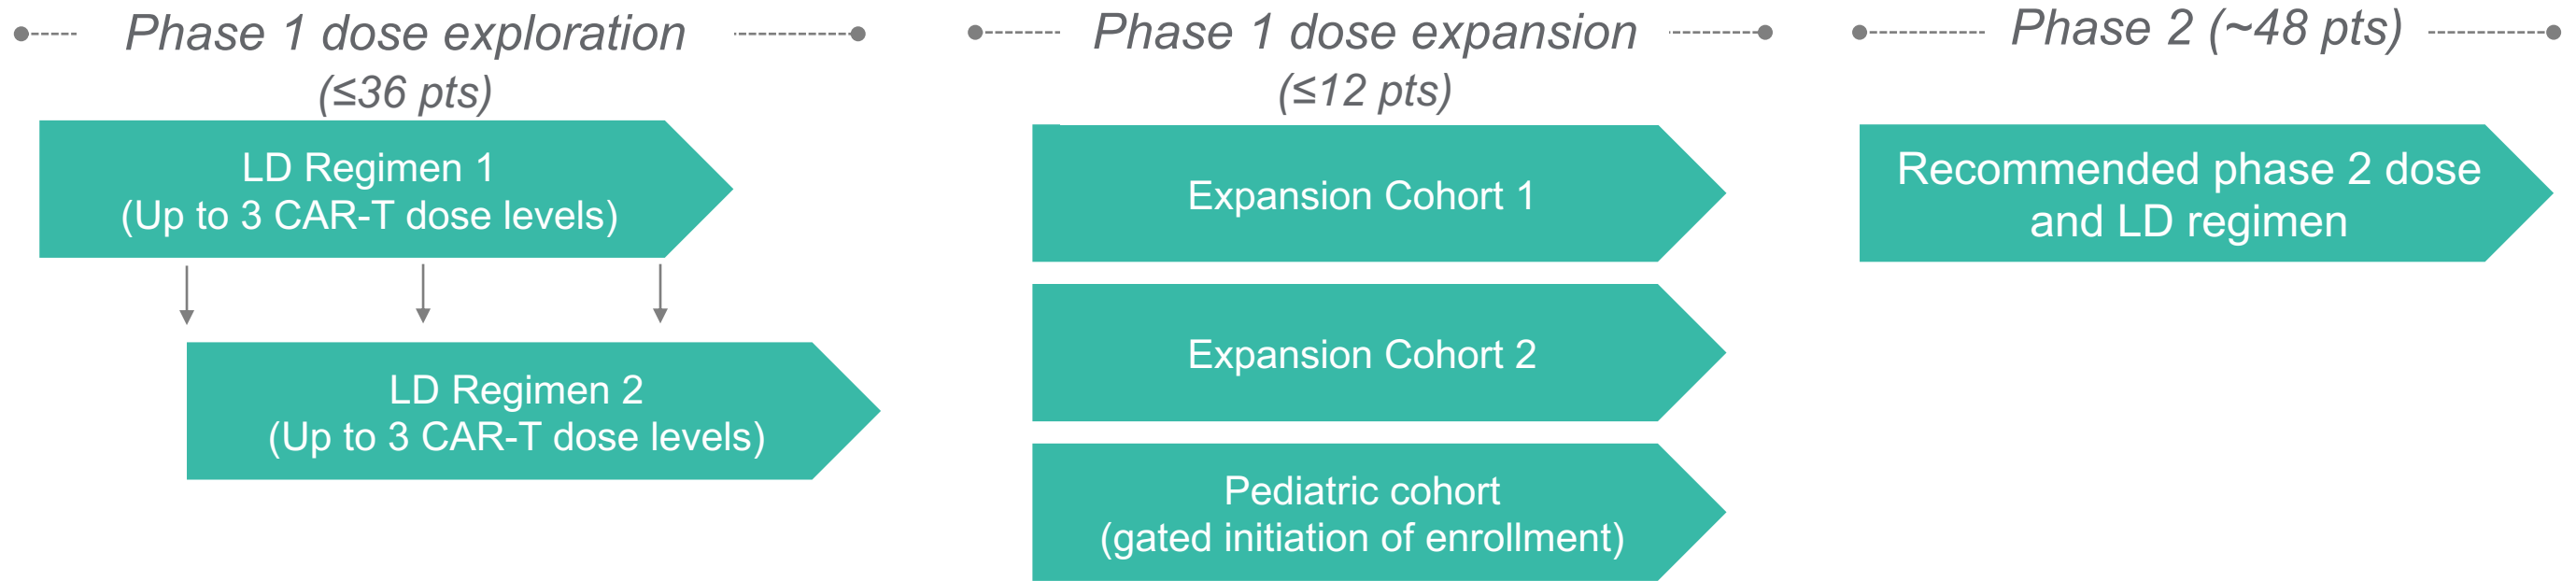 Phase 1 dose exploration
(≤36 pts)
LD Regimen 1
(Up to 3 CAR-T dose levels)
LD Regimen 2
(Up to 3 CAR-T dose levels)
Phase 1 dose expansion
(≤12 pts)
Expansion Cohort 1
Expansion Cohort 2
Pediatric cohort
(gated initiation of enrollment)
Phase 2 (~48 pts)
Recommended phase 2 dose
and LD regimen